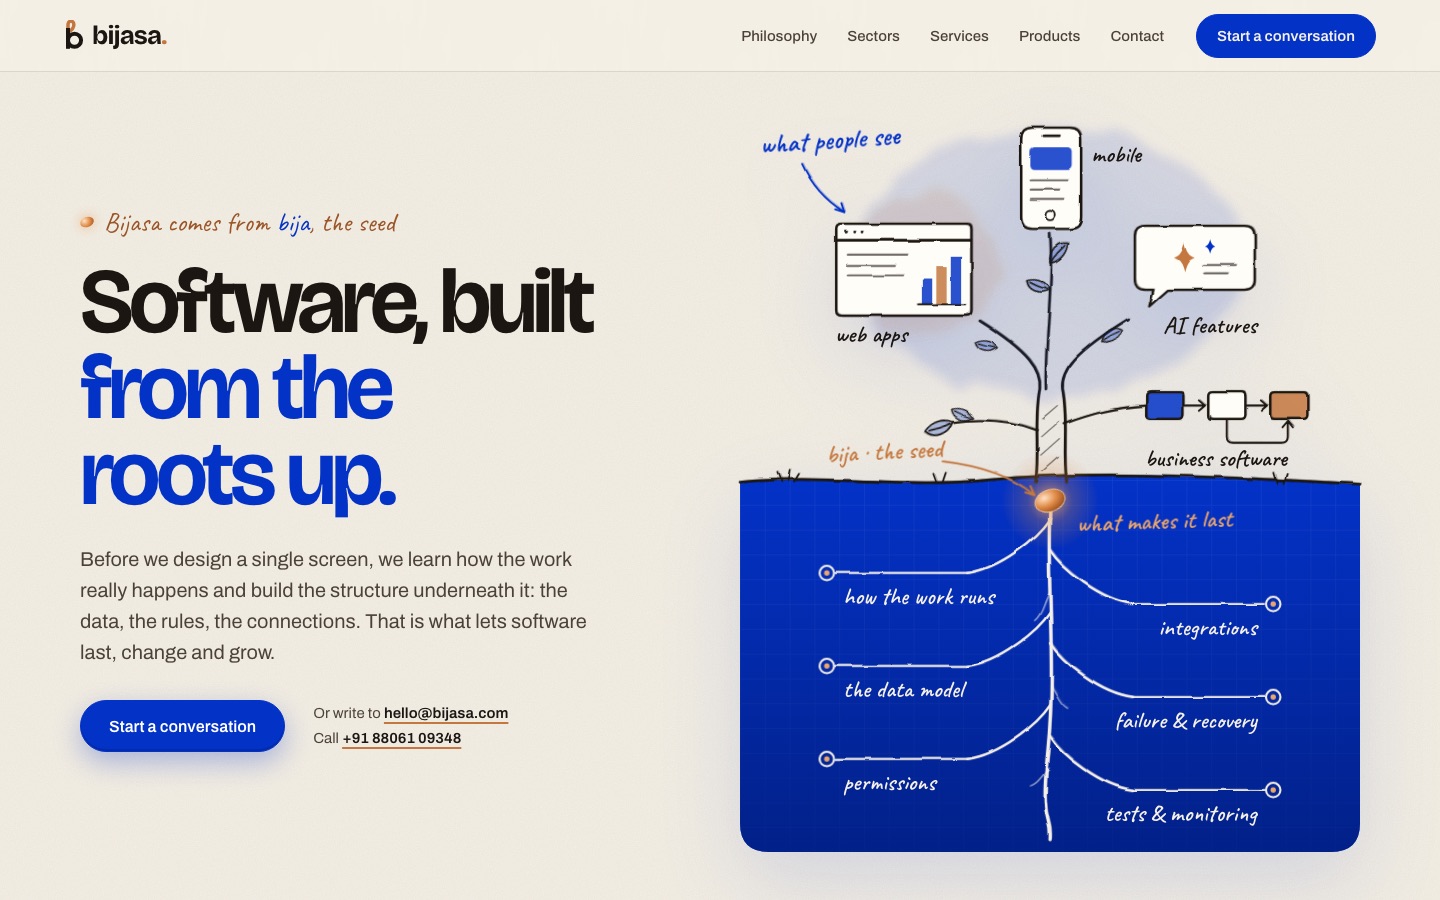 bijasa.
Philosophy
Sectors
Services
Products
Contact
Start a conversation
Bijasa comes from bija, the seed
Software, built
from the
roots up.
Before we design a single screen, we learn how the work
really happens and build the structure underneath it: the
data, the rules, the connections. That is what lets software
last, change and grow.
Start a conversation
Or write to hello@bijasa.com
Call +91 88061 09348
what people see
mobile
web apps
AI features
business software
bija · the seed
what makes it last
how the work runs
integrations
the data model
failure & recovery
permissions
tests & monitoring